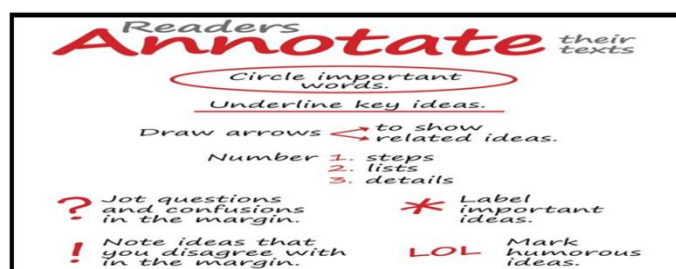 Readers
Annotate their texts
Circle important
words.
Underline key ideas.
Draw arrows to show
related ideas.
Number 1. steps
2. lists
3. details
? Jot questions
and confusions
in the margin.
* Label
important
ideas.
! Note ideas that
you disagree with
in the margin.
LOL Mark
humorous
ideas.